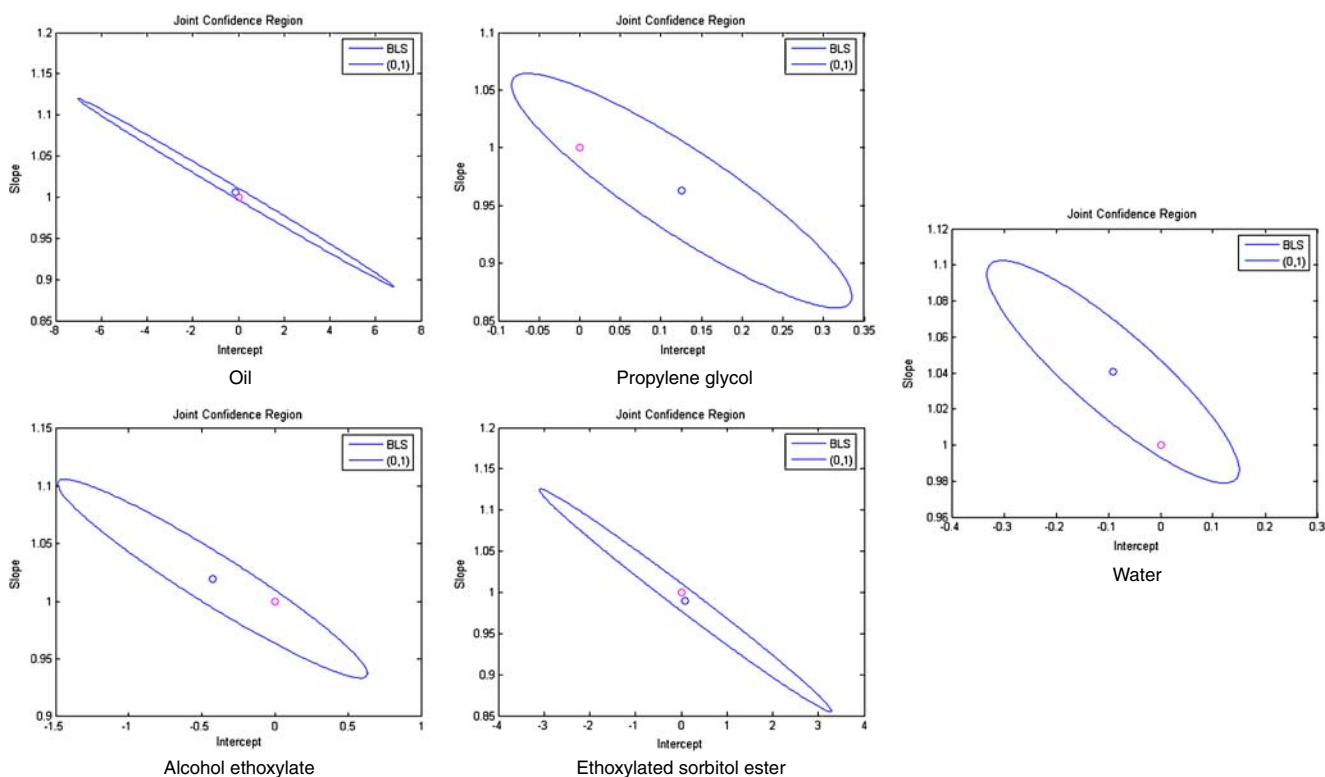 Joint Confidence Region
1.2
1.15
1.1
1.05
1
0.95
0.9
0.85
Slope
BLS
(0,1)
-8 -6 -4 -2 0 2 4 6 8
Intercept
Oil
Joint Confidence Region
1.1
1.05
1
0.95
0.9
0.85
Slope
BLS
(0,1)
-0.1 -0.05 0 0.05 0.1 0.15 0.2 0.25 0.3 0.35
Intercept
Propylene glycol
Joint Confidence Region
1.12
1.1
1.08
1.06
1.04
1.02
1
0.98
0.96
Slope
BLS
(0,1)
-0.4 -0.3 -0.2 -0.1 0 0.1 0.2 0.3
Intercept
Water
Joint Confidence Region
1.15
1.1
1.05
1
0.95
0.9
Slope
BLS
(0,1)
-1.5 -1 -0.5 0 0.5 1
Intercept
Alcohol ethoxylate
Joint Confidence Region
1.2
1.15
1.1
1.05
1
0.95
0.9
0.85
Slope
BLS
(0,1)
-4 -3 -2 -1 0 1 2 3 4
Intercept
Ethoxylated sorbitol ester